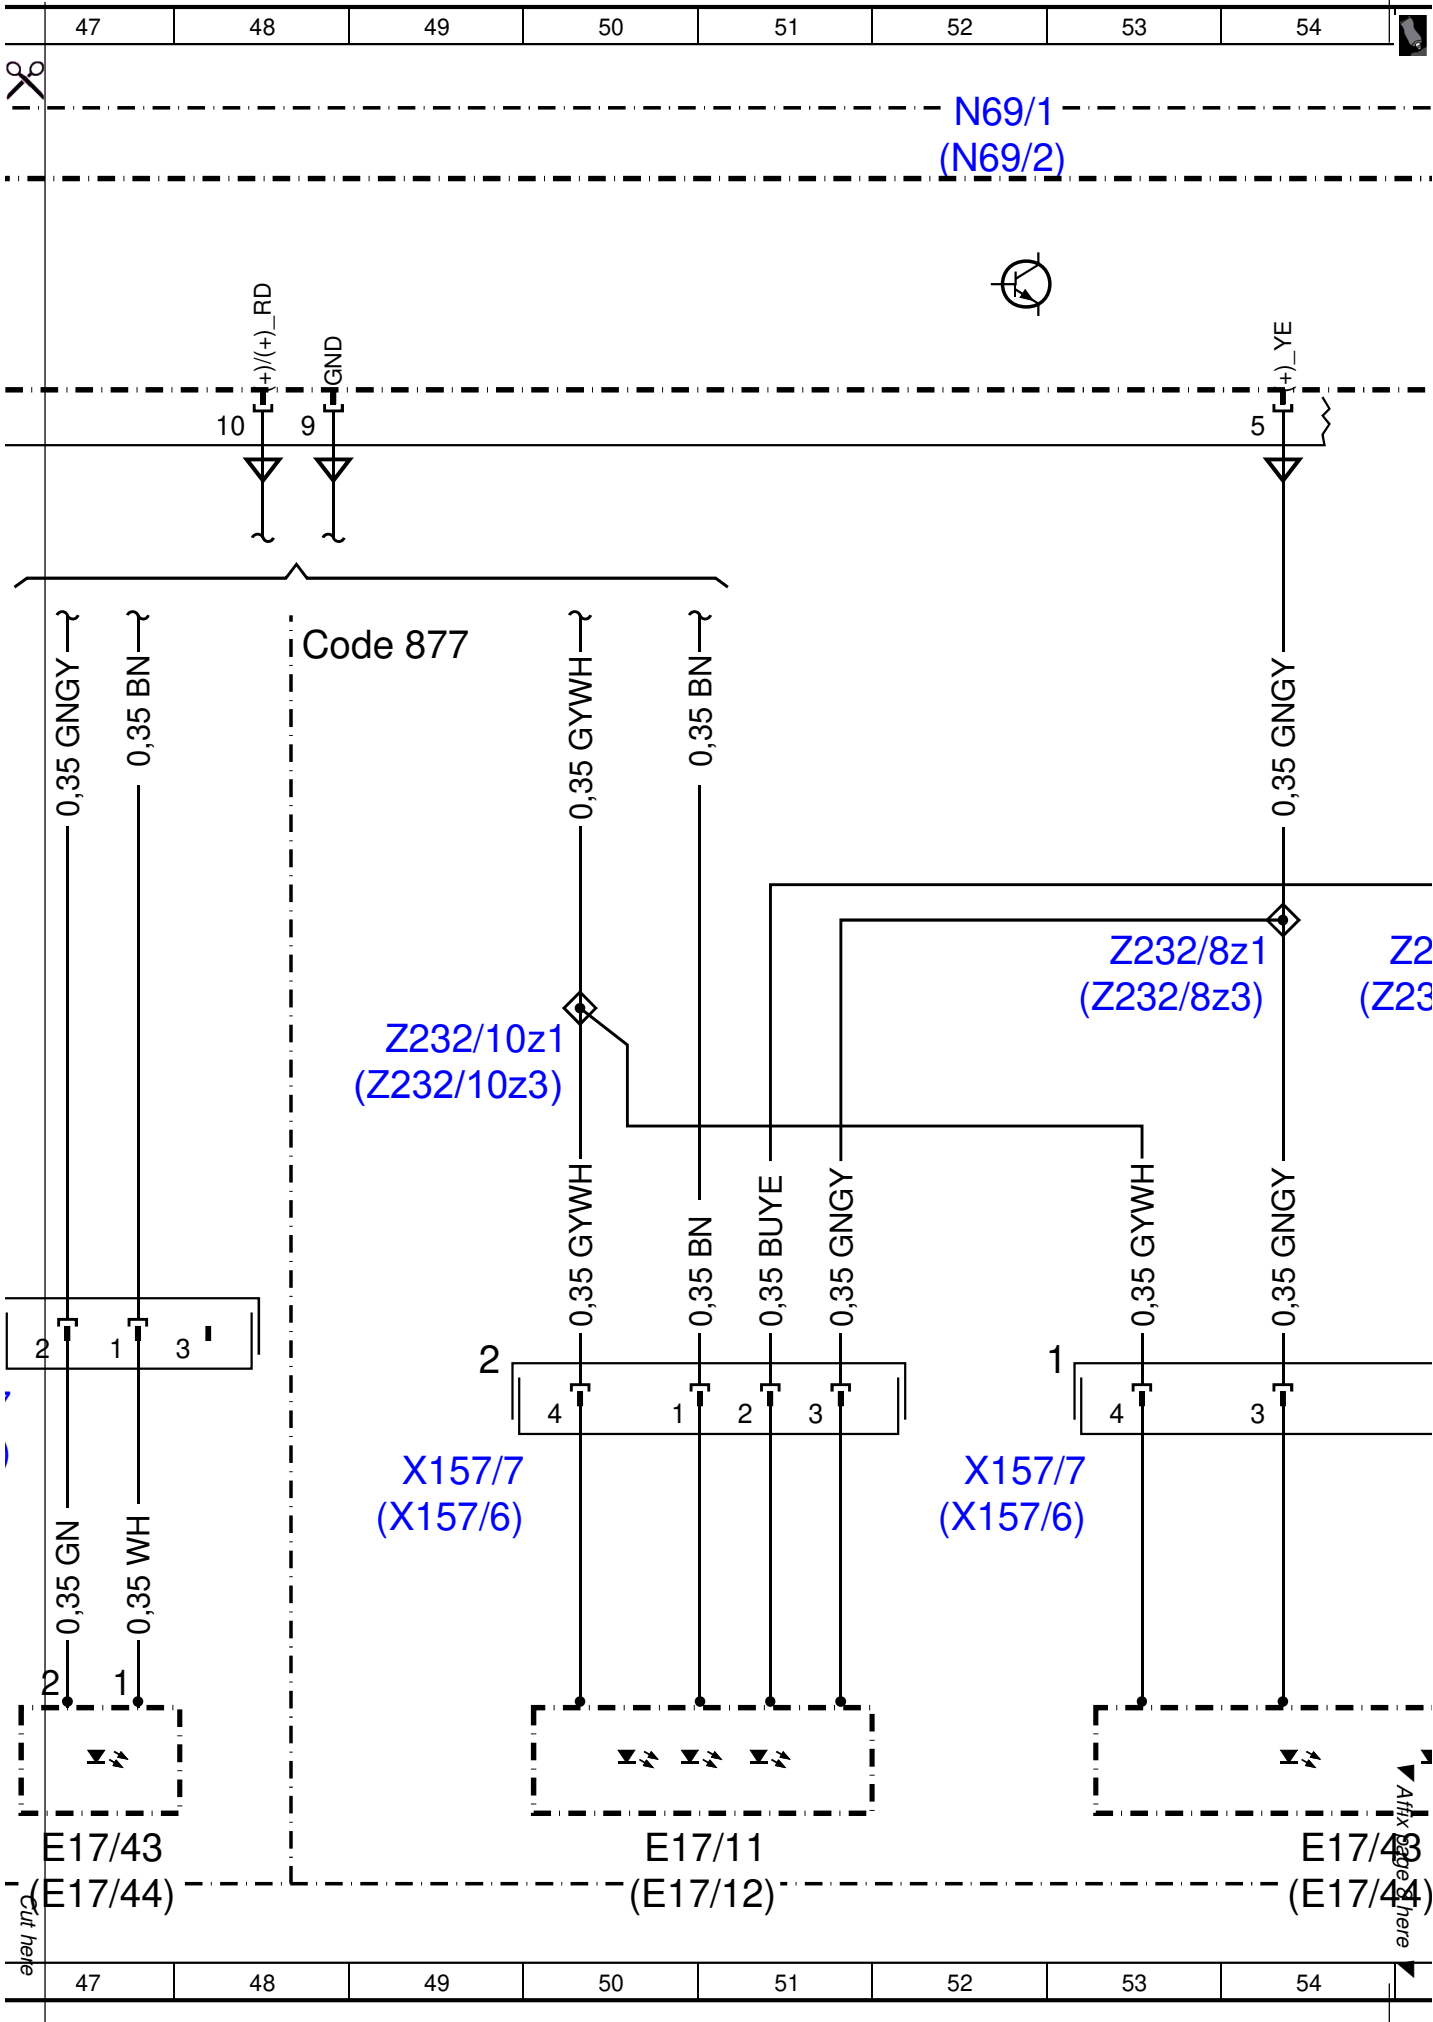 47 48 49 50 51 52 53 54
N69/1
(N69/2)
+)/(+)_RD
GND
+)_YE
10 9 5
Code 877
0,35 GNGY
0,35 BN
0,35 GYWH
0,35 BN
0,35 GNGY
Z232/8z1
(Z232/8z3)
Z2
(Z23
Z232/10z1
(Z232/10z3)
0,35 GYWH
0,35 BN
0,35 BUYE
0,35 GNGY
0,35 GYWH
0,35 GNGY
2 1 3
2
4 1 2 3
1
4 3
X157/7
(X157/6)
X157/7
(X157/6)
0,35 GN
0,35 WH
2 1
E17/43
(E17/44)
E17/11
(E17/12)
E17/43
(E17/44)
Cut here
Affix page 8 here
47 48 49 50 51 52 53 54